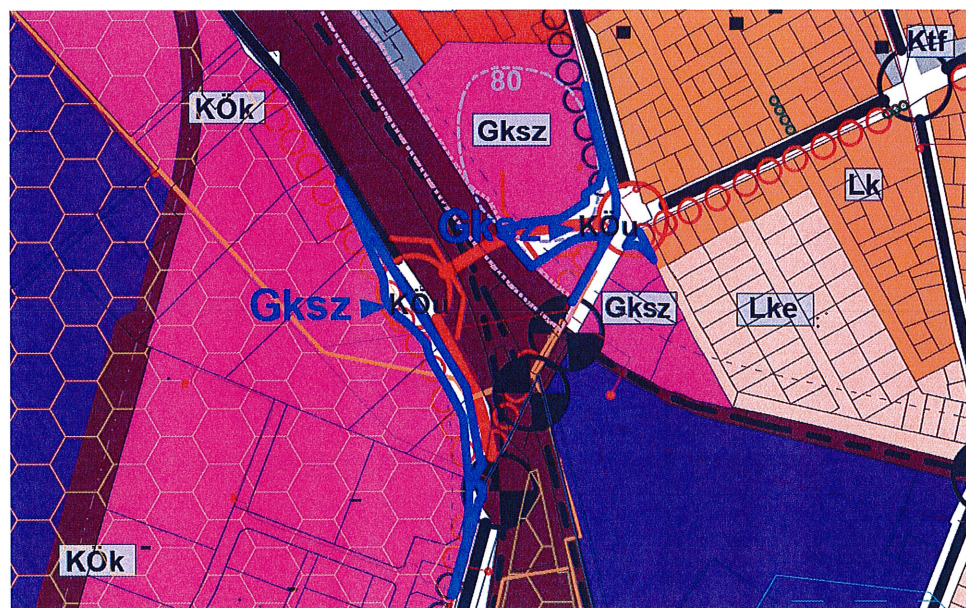 Ktf
80
KÖk
Gksz
Lk
Gksz ► KÖu
Gksz ► KÖu
Gksz
Lke
KÖk